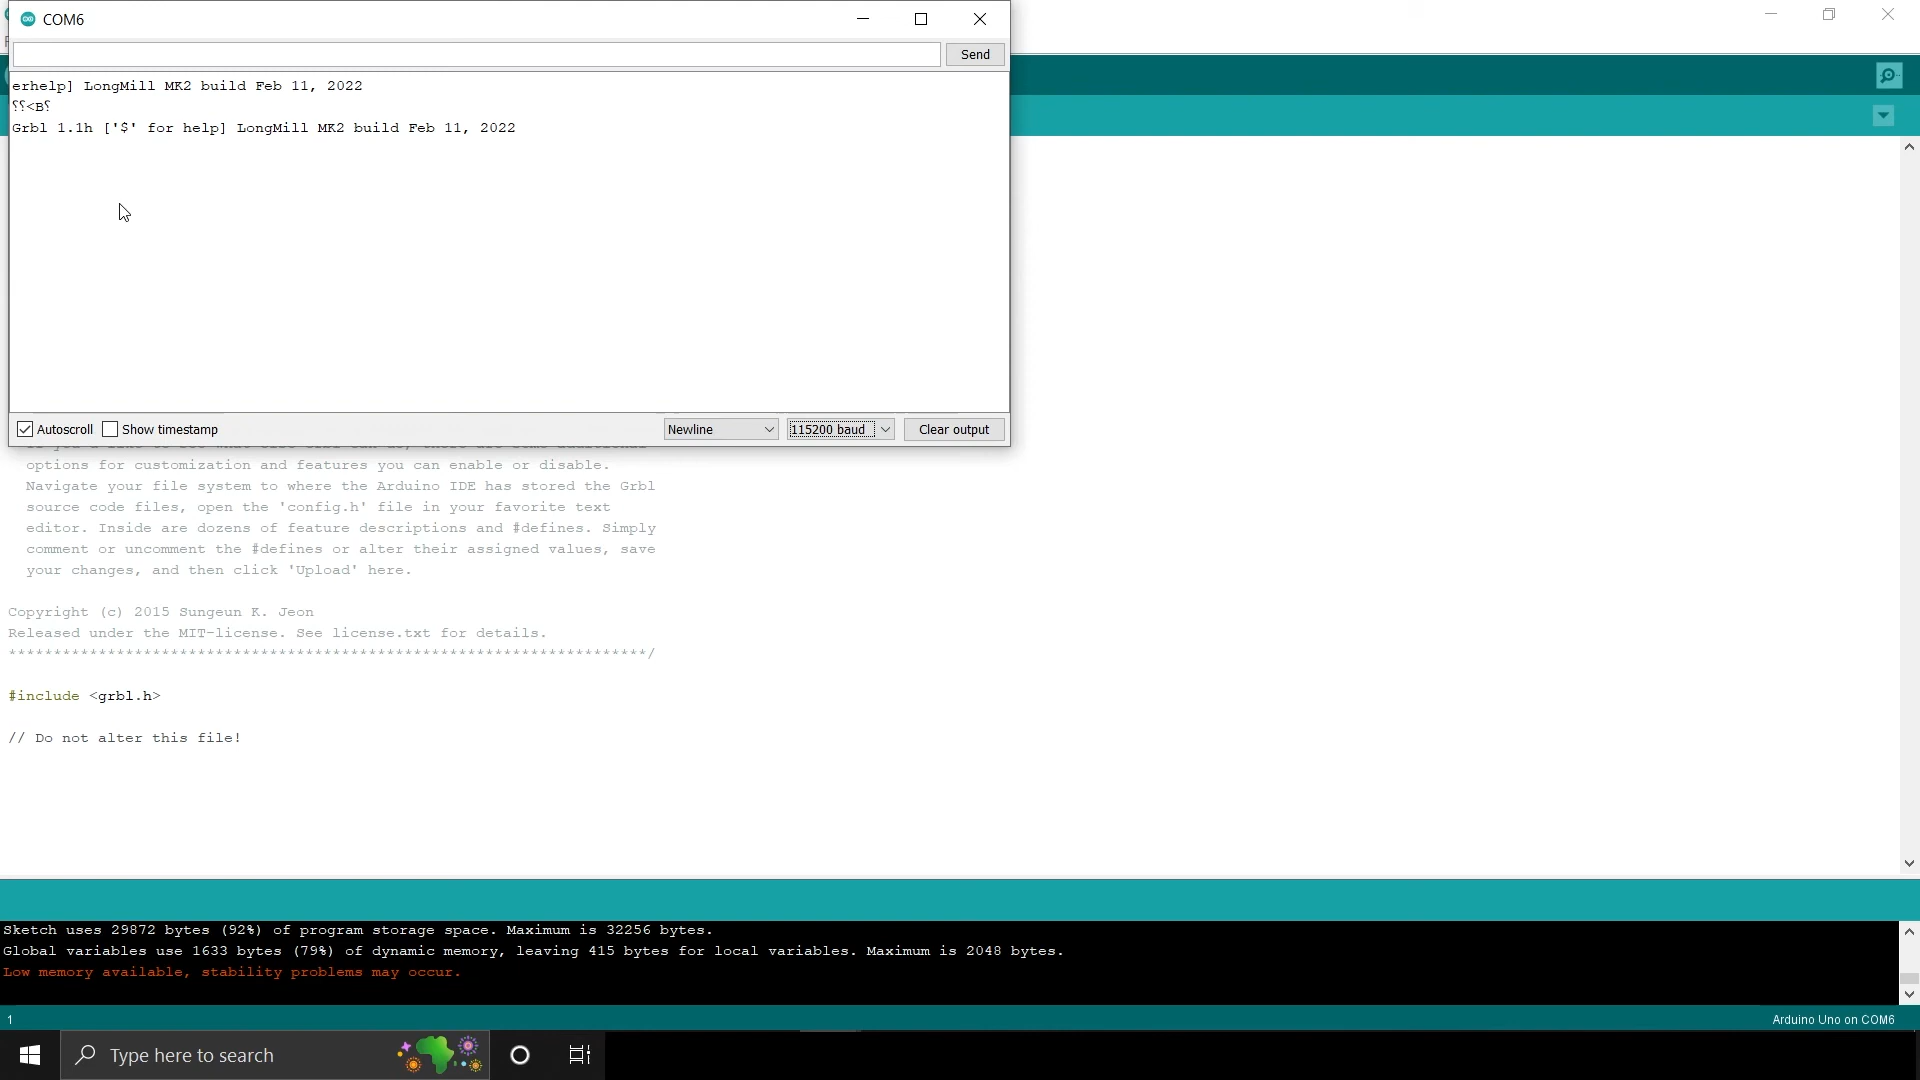 COM6
Send
erhelp] LongMill MK2 build Feb 11, 2022
⸮⸮<B⸮
Grbl 1.1h ['$' for help] LongMill MK2 build Feb 11, 2022
Autoscroll Show timestamp Newline 115200 baud Clear output
options for customization and features you can enable or disable.
Navigate your file system to where the Arduino IDE has stored the Grbl
source code files, open the 'config.h' file in your favorite text
editor. Inside are dozens of feature descriptions and #defines. Simply
comment or uncomment the #defines or alter their assigned values, save
your changes, and then click 'Upload' here.
Copyright (c) 2015 Sungeun K. Jeon
Released under the MIT-license. See license.txt for details.
***********************************************************************/
#include <grbl.h>
// Do not alter this file!
Sketch uses 29872 bytes (92%) of program storage space. Maximum is 32256 bytes.
Global variables use 1633 bytes (79%) of dynamic memory, leaving 415 bytes for local variables. Maximum is 2048 bytes.
Low memory available, stability problems may occur.
1
Arduino Uno on COM6
Type here to search